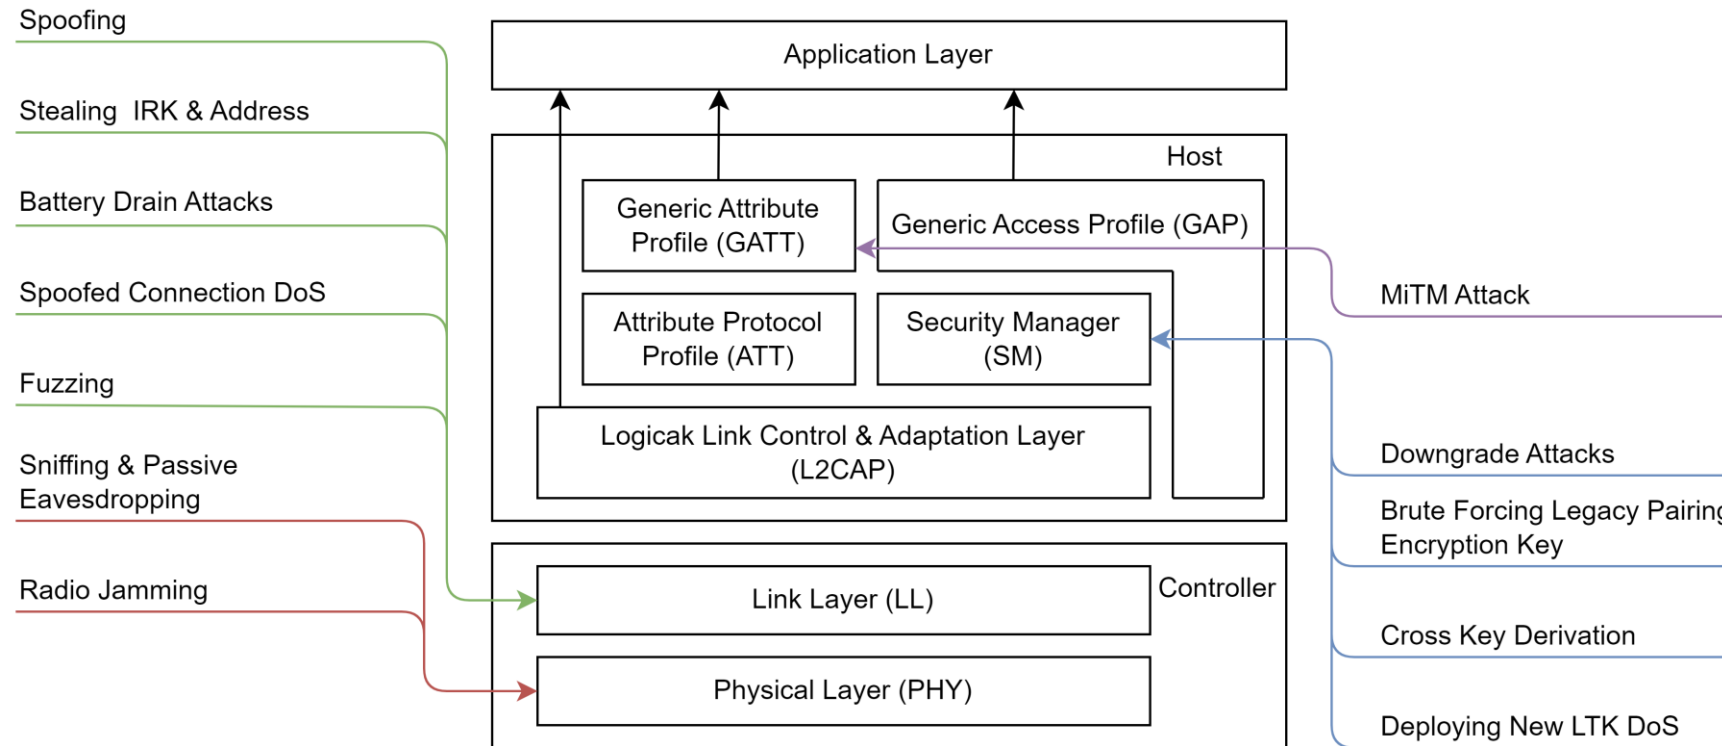 Spoofing
Stealing IRK & Address
Battery Drain Attacks
Spoofed Connection DoS
Fuzzing
Sniffing & Passive
Eavesdropping
Radio Jamming
Application Layer
Host
Generic Attribute
Profile (GATT)
Generic Access Profile (GAP)
Attribute Protocol
Profile (ATT)
Security Manager
(SM)
Logicak Link Control & Adaptation Layer
(L2CAP)
Controller
Link Layer (LL)
Physical Layer (PHY)
MiTM Attack
Downgrade Attacks
Brute Forcing Legacy Pairing
Encryption Key
Cross Key Derivation
Deploying New LTK DoS